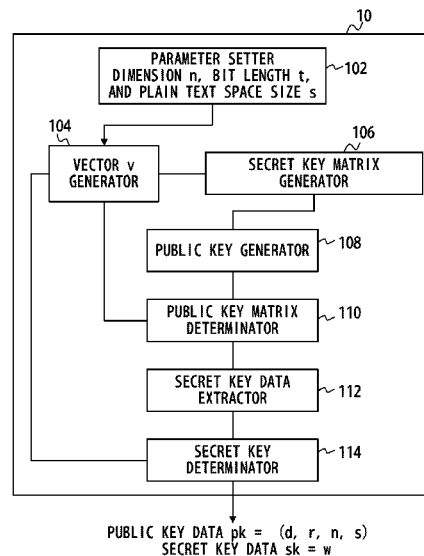 10
PARAMETER SETTER
DIMENSION n, BIT LENGTH t,
AND PLAIN TEXT SPACE SIZE s
102
104
VECTOR v
GENERATOR
106
SECRET KEY MATRIX
GENERATOR
PUBLIC KEY GENERATOR
108
PUBLIC KEY MATRIX
DETERMINATOR
110
SECRET KEY DATA
EXTRACTOR
112
SECRET KEY
DETERMINATOR
114
PUBLIC KEY DATA pk = (d, r, n, s)
SECRET KEY DATA sk = w